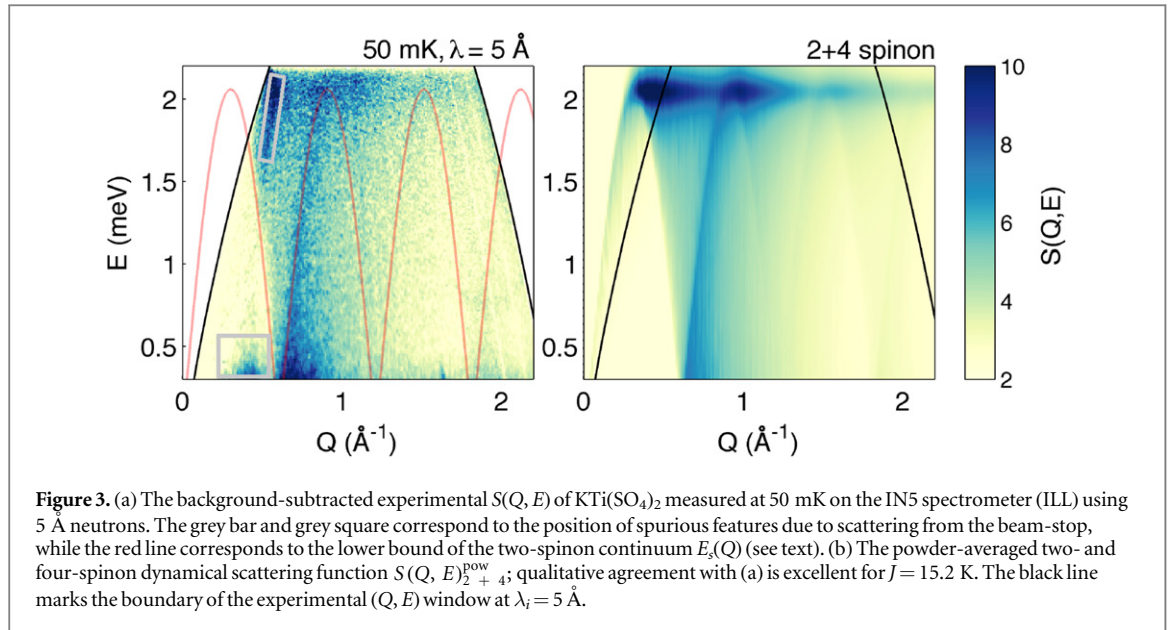 50 mK, λ = 5 Å
2+4 spinon
E (meV)
2
1.5
1
0.5
0
1
2
Q (Å⁻¹)
2
1.5
1
0.5
0
1
2
Q (Å⁻¹)
10
8
6
4
2
S(Q,E)
Figure 3. (a) The background-subtracted experimental S(Q, E) of KTi(SO₄)₂ measured at 50 mK on the IN5 spectrometer (ILL) using
5 Å neutrons. The grey bar and grey square correspond to the position of spurious features due to scattering from the beam-stop,
while the red line corresponds to the lower bound of the two-spinon continuum Eₛ(Q) (see text). (b) The powder-averaged two- and
four-spinon dynamical scattering function S(Q, E)₂ ₊ ₄^pow; qualitative agreement with (a) is excellent for J = 15.2 K. The black line
marks the boundary of the experimental (Q, E) window at λᵢ = 5 Å.